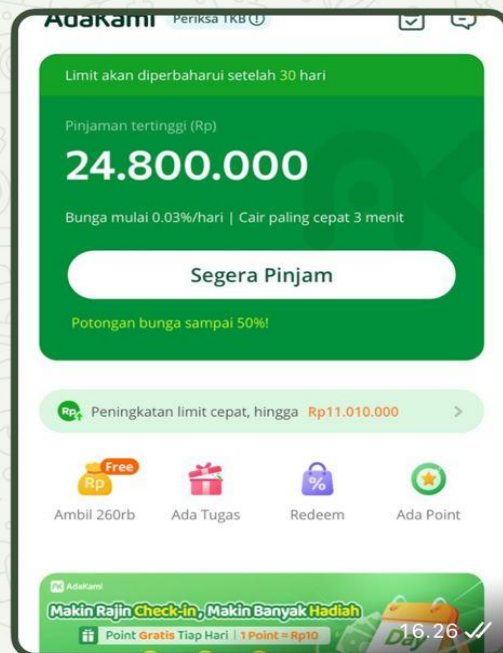 AdaKami Periksa TKB
Limit akan diperbaharui setelah 30 hari
Pinjaman tertinggi (Rp)
24.800.000
Bunga mulai 0.03%/hari | Cair paling cepat 3 menit
Segera Pinjam
Potongan bunga sampai 50%!
Rp Peningkatan limit cepat, hingga Rp11.010.000 >
Free
Rp
%
Ambil 260rb Ada Tugas Redeem Ada Point
AdaKami
Makin Rajin Check-in, Makin Banyak Hadiah
Point Gratis Tiap Hari | 1 Point = Rp10
Day
16.26